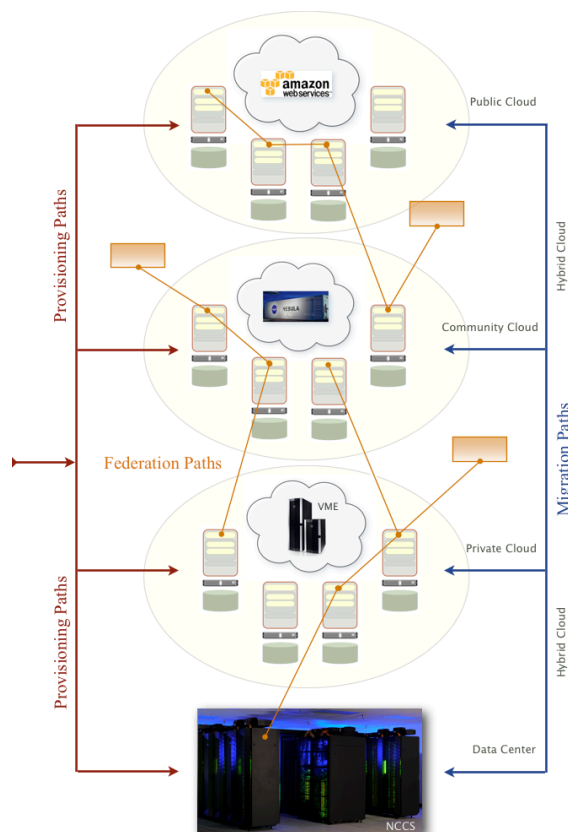 amazon
webservices
Public Cloud
Provisioning Paths
Hybrid Cloud
NEBULA
Community Cloud
Federation Paths
Migration Paths
VME
Private Cloud
Provisioning Paths
Hybrid Cloud
Data Center
NCCS